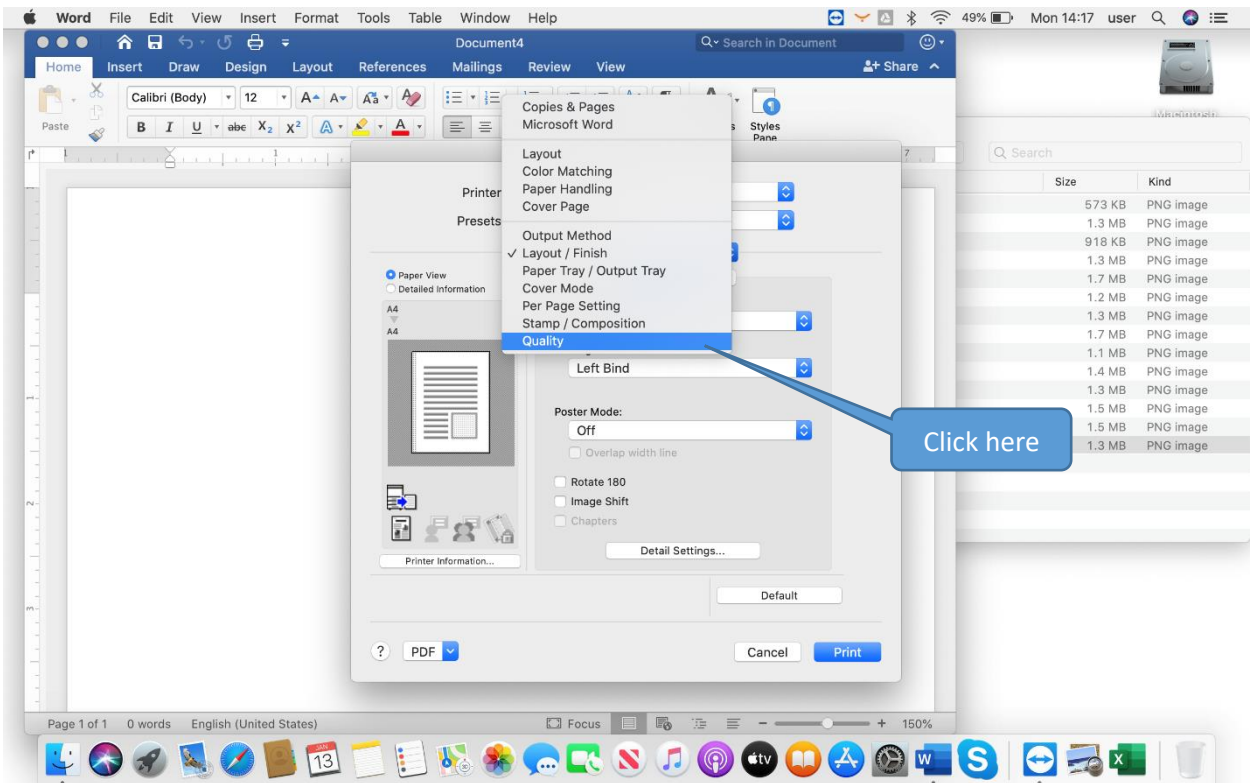 Word File Edit View Insert Format Tools Table Window Help 49% Mon 14:17 user
Document4 Search in Document
Home Insert Draw Design Layout References Mailings Review View Share
Paste Calibri (Body) 12 A A Aa A
B I U abc X2 X2 A A Styles Pane
Copies & Pages
Microsoft Word
Layout
Color Matching
Paper Handling
Cover Page
Output Method
✓ Layout / Finish
Paper Tray / Output Tray
Cover Mode
Per Page Setting
Stamp / Composition
Quality
Printer
Presets
Paper View
Detailed Information
A4
A4
Left Bind
Poster Mode:
Off
Overlap width line
Rotate 180
Image Shift
Chapters
Detail Settings...
Printer Information...
Default
? PDF Cancel Print
Click here
Search
Size Kind
573 KB PNG image
1.3 MB PNG image
918 KB PNG image
1.3 MB PNG image
1.7 MB PNG image
1.2 MB PNG image
1.3 MB PNG image
1.7 MB PNG image
1.1 MB PNG image
1.4 MB PNG image
1.3 MB PNG image
1.5 MB PNG image
1.5 MB PNG image
1.3 MB PNG image
Page 1 of 1 0 words English (United States) Focus - + 150%
JAN
13
tv